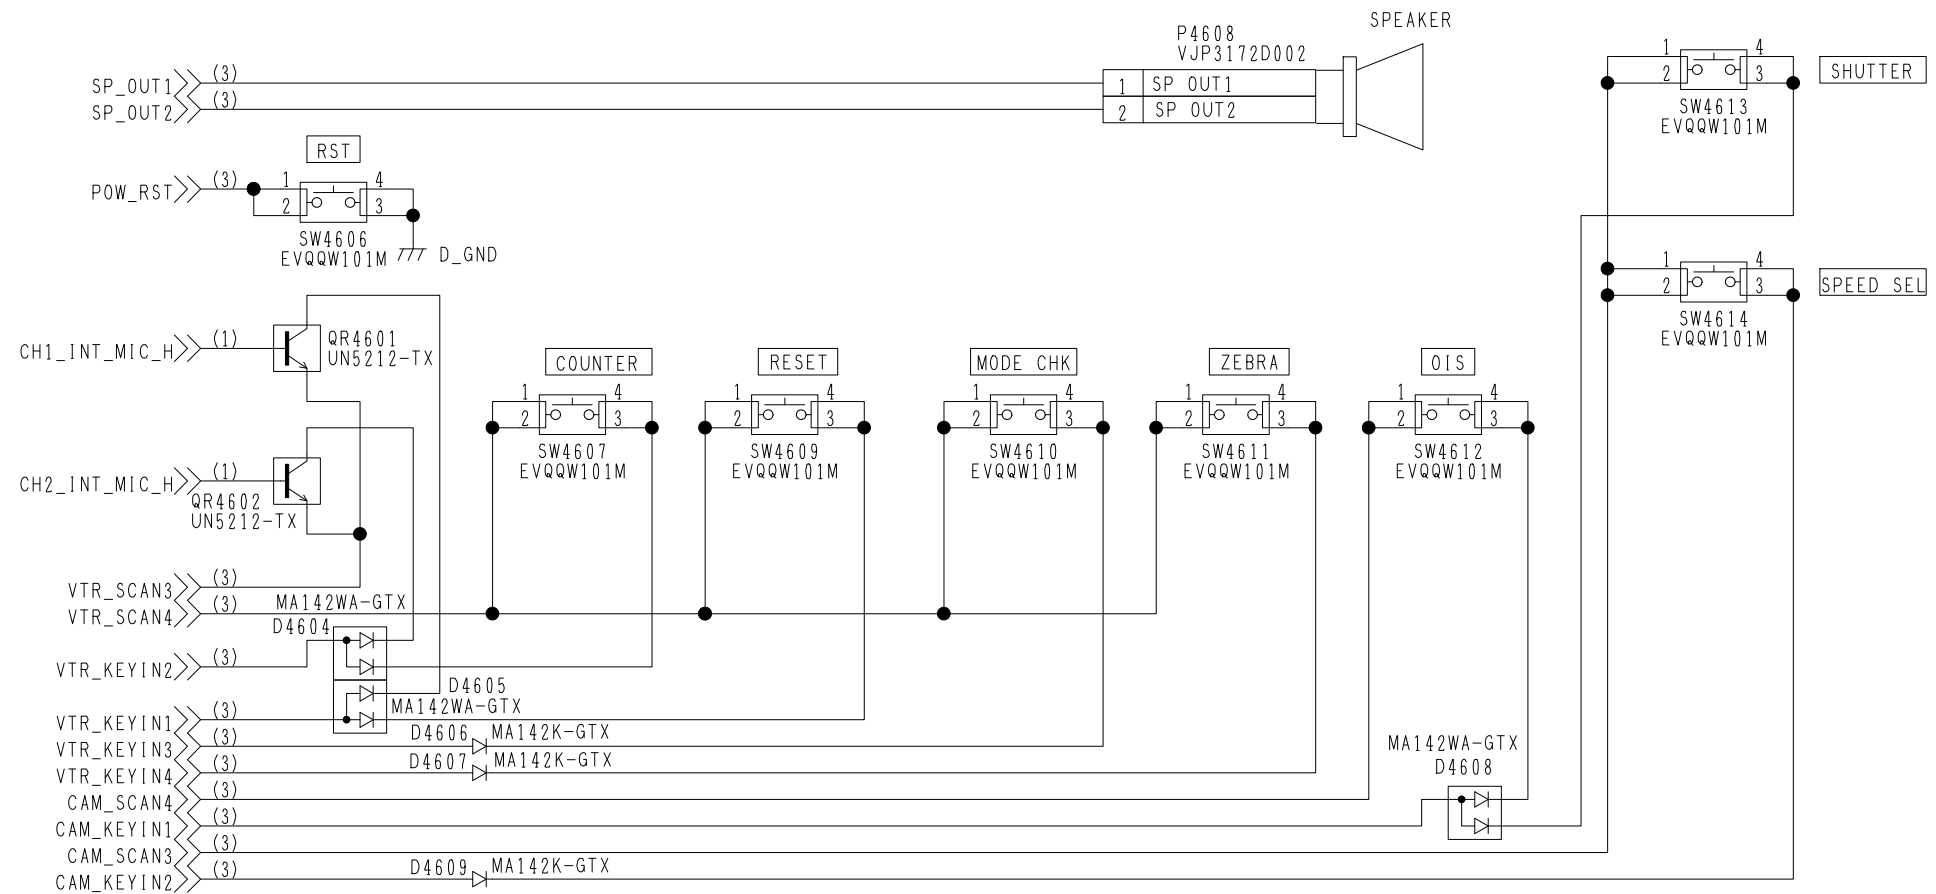 SPEAKER
P4608
VJP3172D002
SP_OUT1 (3) 1 SP OUT1
SP_OUT2 (3) 2 SP OUT2
1 4 SHUTTER
2 3
SW4613
EVQQW101M
RST
POW_RST (3) 1 4
2 3
SW4606
EVQQW101M D_GND
1 4 SPEED SEL
2 3
SW4614
EVQQW101M
CH1_INT_MIC_H (1) QR4601
UN5212-TX
COUNTER RESET MODE CHK ZEBRA OIS
1 4 1 4 1 4 1 4 1 4
2 3 2 3 2 3 2 3 2 3
SW4607 SW4609 SW4610 SW4611 SW4612
EVQQW101M EVQQW101M EVQQW101M EVQQW101M EVQQW101M
CH2_INT_MIC_H (1)
QR4602
UN5212-TX
VTR_SCAN3 (3)
VTR_SCAN4 (3) MA142WA-GTX
D4604
VTR_KEYIN2 (3)
D4605
MA142WA-GTX
VTR_KEYIN1 (3)
VTR_KEYIN3 (3) D4606 MA142K-GTX
VTR_KEYIN4 (3) D4607 MA142K-GTX
MA142WA-GTX
D4608
CAM_SCAN4 (3)
CAM_KEYIN1 (3)
CAM_SCAN3 (3)
CAM_KEYIN2 (3) D4609 MA142K-GTX